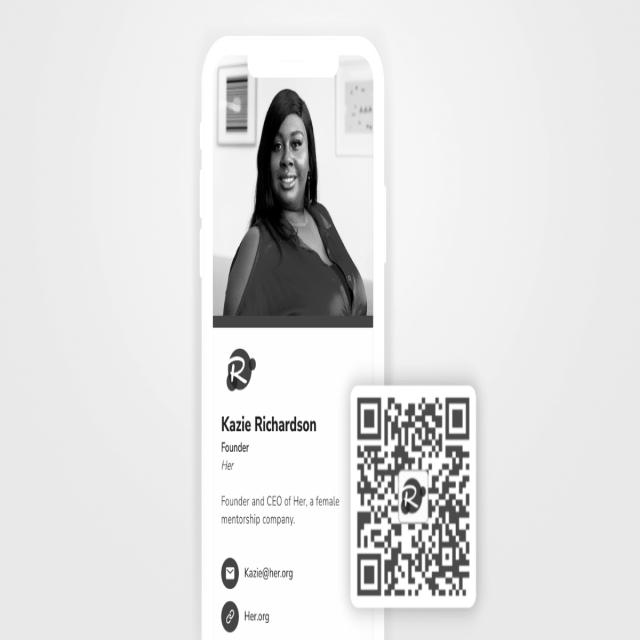 R
Kazie Richardson
Founder
Her
Founder and CEO of Her, a female
mentorship company.
Kazie@her.org
Her.org
R